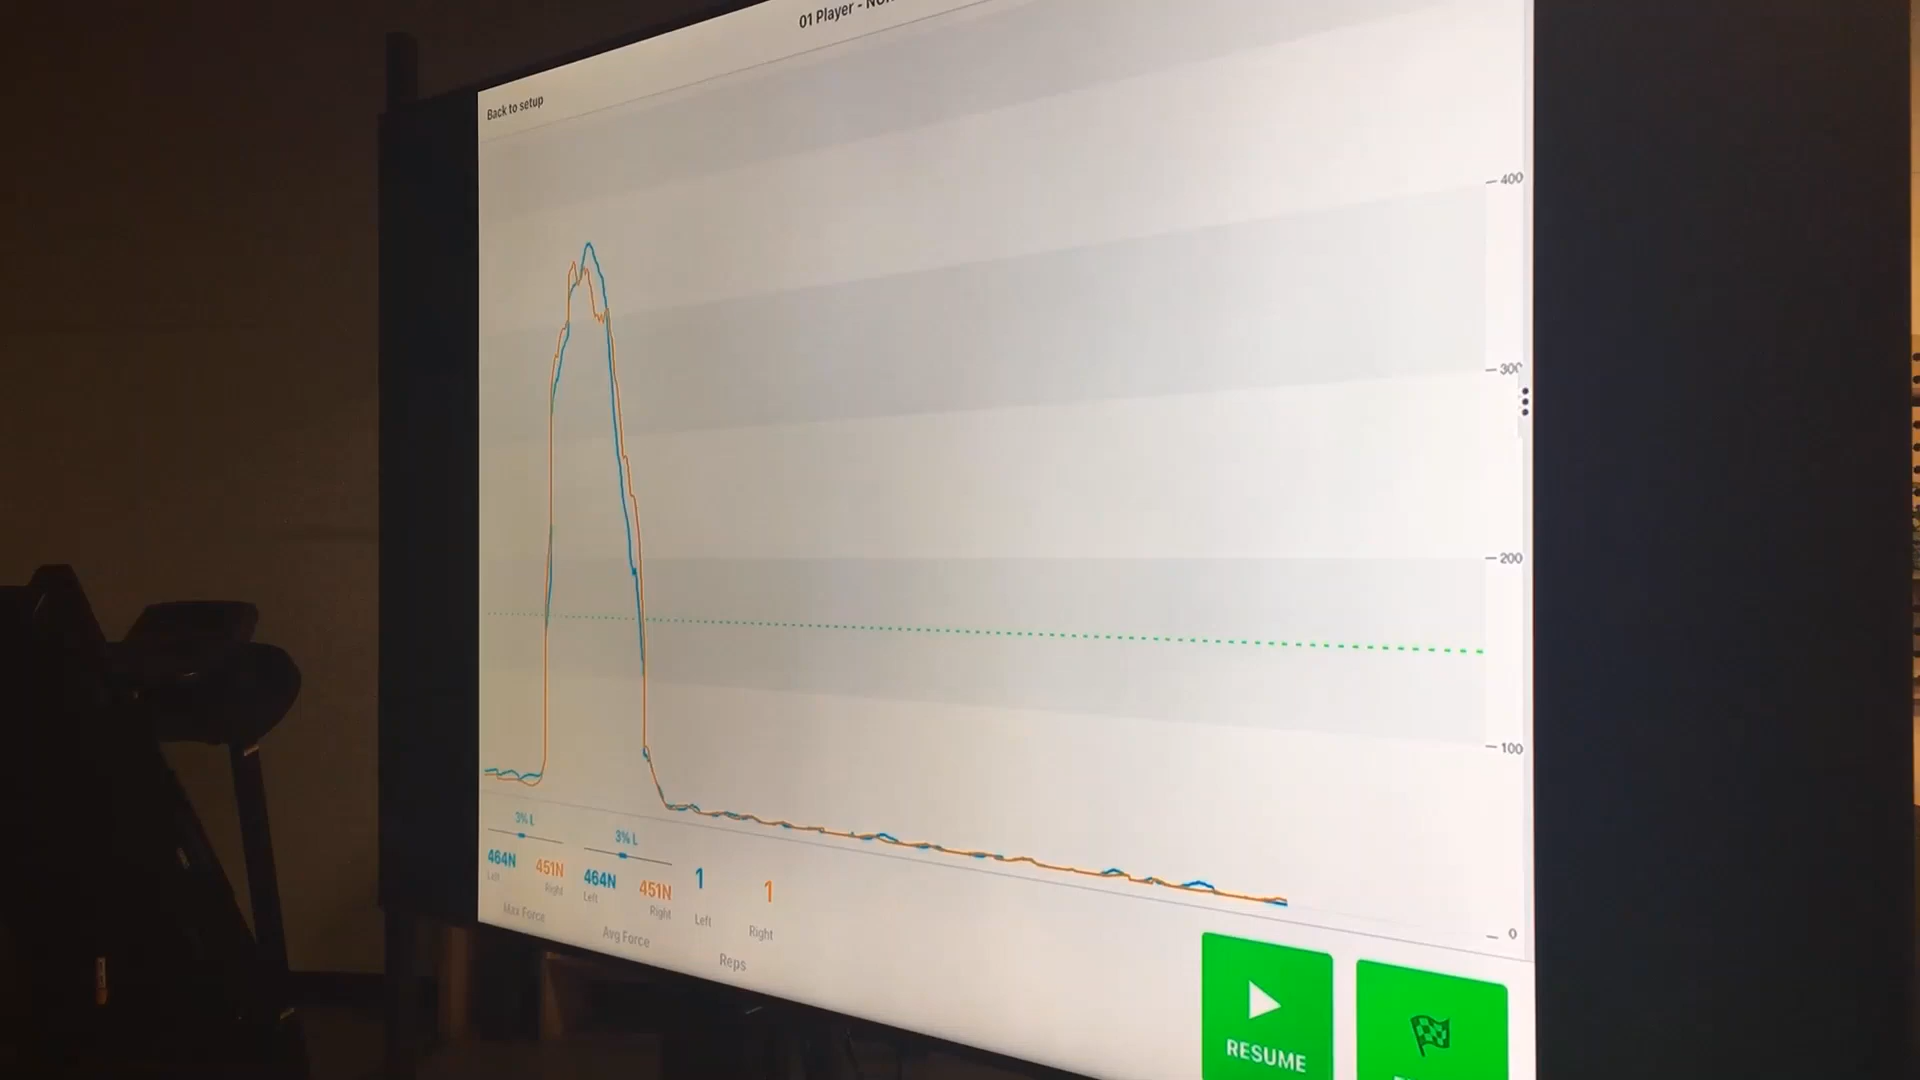 01 Player -
Back to setup
400
300
200
100
0
3% L
464N 451N
Left Right
Max Force
3% L
464N 451N
Left Right
Avg Force
1 1
Left Right
Reps
RESUME